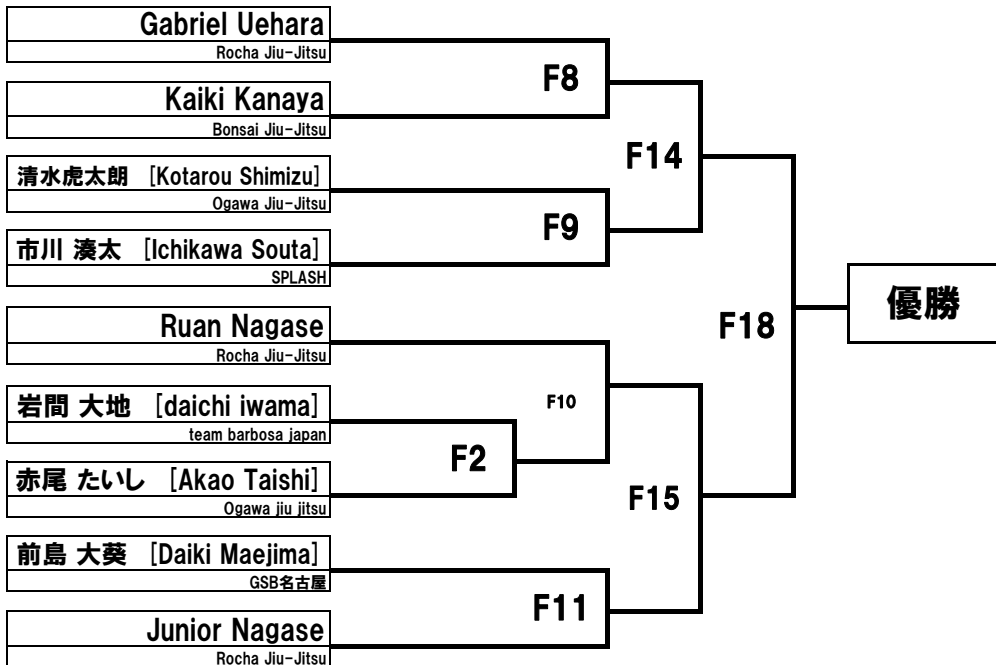 Gabriel Uehara
Rocha Jiu-Jitsu
F8
Kaiki Kanaya
Bonsai Jiu-Jitsu
F14
清水虎太朗 [Kotarou Shimizu]
Ogawa Jiu-Jitsu
F9
市川 湊太 [Ichikawa Souta]
SPLASH
優勝
F18
Ruan Nagase
Rocha Jiu-Jitsu
F10
岩間 大地 [daichi iwama]
team barbosa japan
F2
赤尾 たいし [Akao Taishi]
Ogawa jiu jitsu
F15
前島 大葵 [Daiki Maejima]
GSB名古屋
F11
Junior Nagase
Rocha Jiu-Jitsu